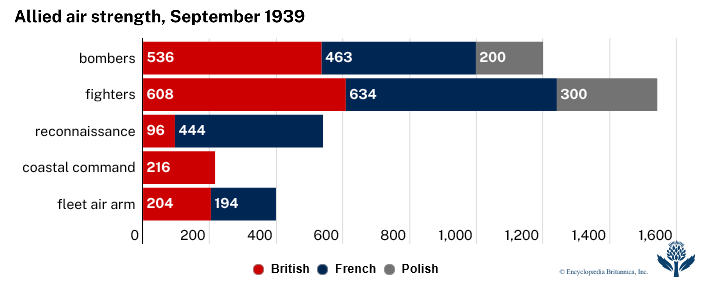 Allied air strength, September 1939
bombers 536 463 200
fighters 608 634 300
reconnaissance 96 444
coastal command 216
fleet air arm 204 194
0 200 400 600 800 1,000 1,200 1,400 1,600
British French Polish
© Encyclopædia Britannica, Inc.